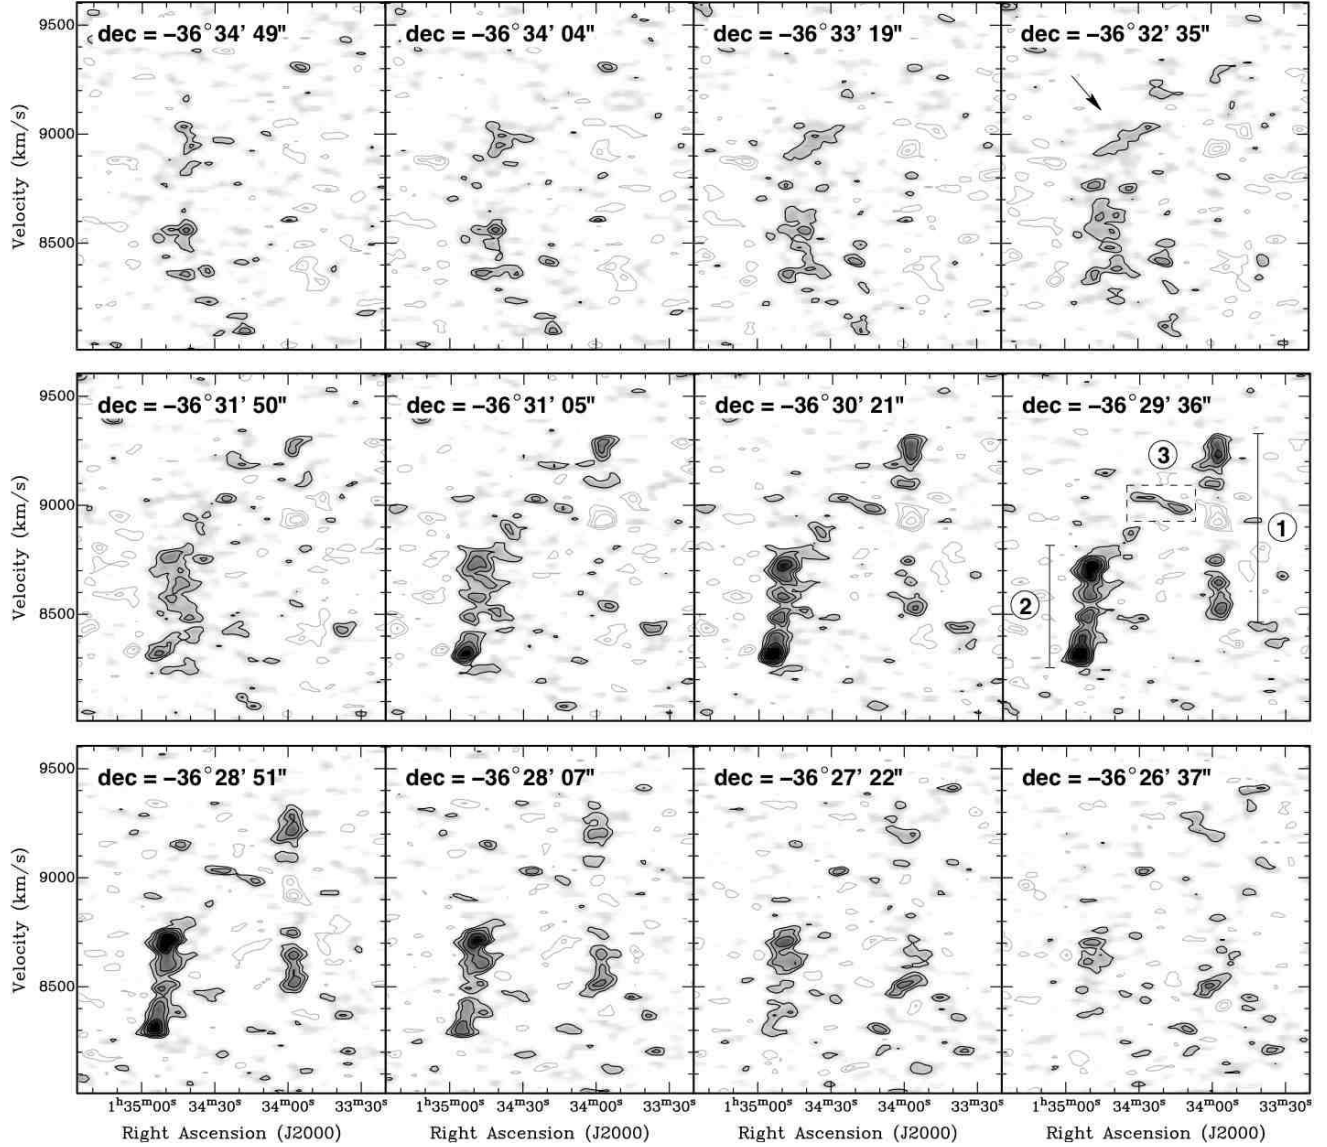 dec = −36°34' 49" dec = −36°34' 04" dec = −36°33' 19" dec = −36°32' 35"
9500
9000
8500
Velocity (km/s)
dec = −36°31' 50" dec = −36°31' 05" dec = −36°30' 21" dec = −36°29' 36"
9500
9000
8500
Velocity (km/s)
3
1
2
dec = −36°28' 51" dec = −36°28' 07" dec = −36°27' 22" dec = −36°26' 37"
9500
9000
8500
Velocity (km/s)
1ʰ35ᵐ00ˢ 34ᵐ30ˢ 34ᵐ00ˢ 33ᵐ30ˢ 1ʰ35ᵐ00ˢ 34ᵐ30ˢ 34ᵐ00ˢ 33ᵐ30ˢ 1ʰ35ᵐ00ˢ 34ᵐ30ˢ 34ᵐ00ˢ 33ᵐ30ˢ 1ʰ35ᵐ00ˢ 34ᵐ30ˢ 34ᵐ00ˢ 33ᵐ30ˢ
Right Ascension (J2000) Right Ascension (J2000) Right Ascension (J2000) Right Ascension (J2000)